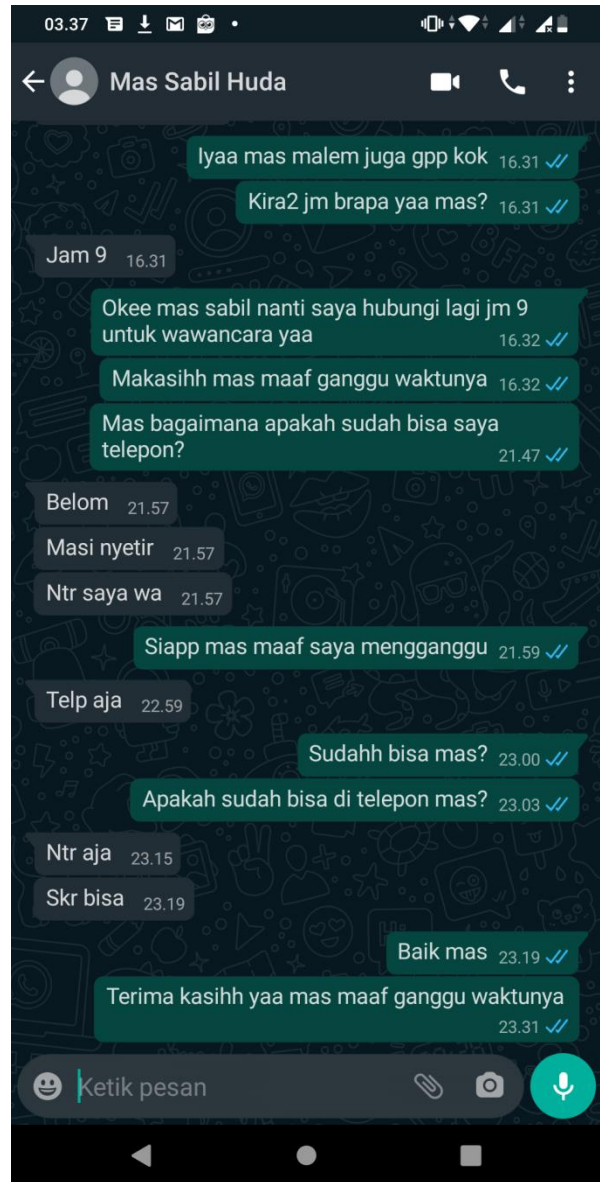 03.37
Mas Sabil Huda
Iyaa mas malem juga gpp kok 16.31
Kira2 jm brapa yaa mas? 16.31
Jam 9 16.31
Okee mas sabil nanti saya hubungi lagi jm 9
untuk wawancara yaa 16.32
Makasihh mas maaf ganggu waktunya 16.32
Mas bagaimana apakah sudah bisa saya
telepon? 21.47
Belom 21.57
Masi nyetir 21.57
Ntr saya wa 21.57
Siapp mas maaf saya mengganggu 21.59
Telp aja 22.59
Sudahh bisa mas? 23.00
Apakah sudah bisa di telepon mas? 23.03
Ntr aja 23.15
Skr bisa 23.19
Baik mas 23.19
Terima kasihh yaa mas maaf ganggu waktunya
23.31
Ketik pesan